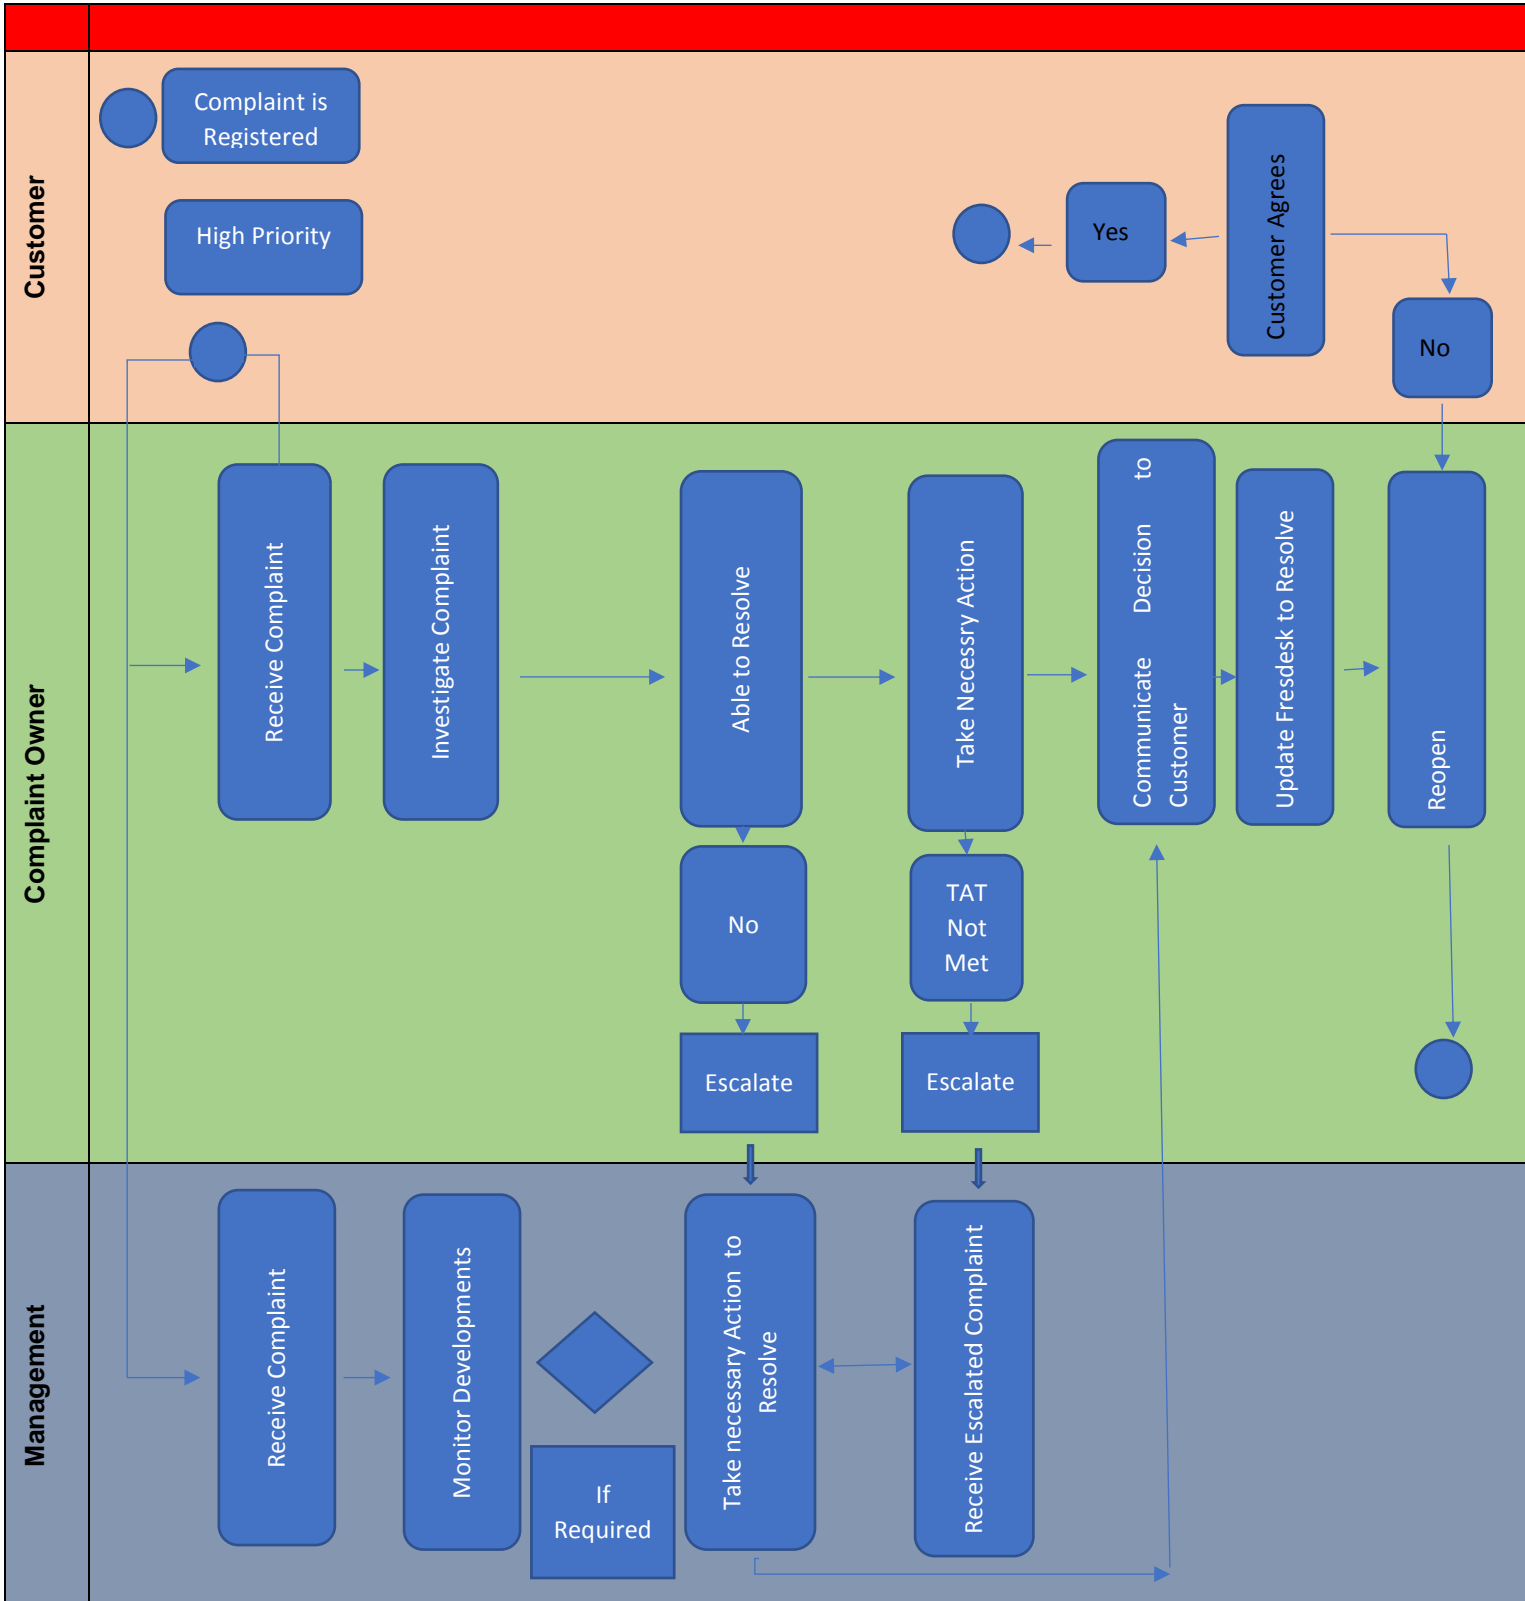 Customer
Complaint is
Registered
High Priority
Yes
Customer Agrees
No
Complaint Owner
Receive Complaint
Investigate Complaint
Able to Resolve
Take Necessry Action
Communicate Decision to
Customer
Update Fresdesk to Resolve
Reopen
No
TAT
Not
Met
Escalate
Escalate
Management
Receive Complaint
Monitor Developments
If
Required
Take necessary Action to
Resolve
Receive Escalated Complaint